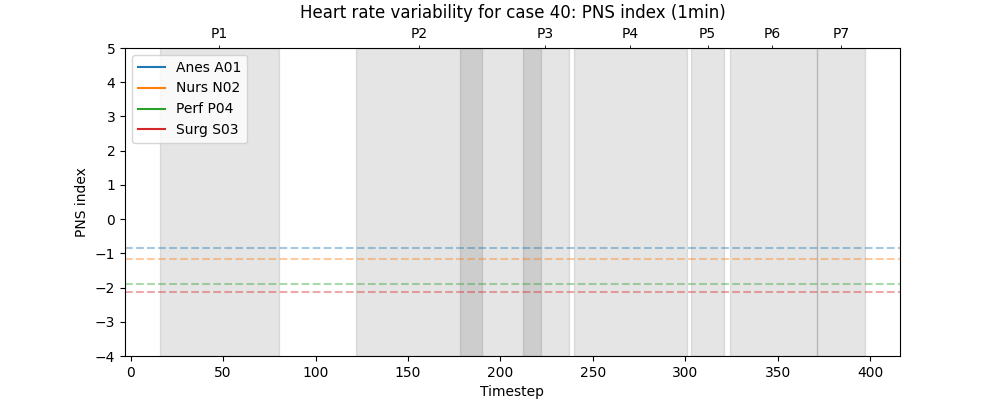 Heart rate variability for case 40: PNS index (1min)
P1 P2 P3 P4 P5 P6 P7
Anes A01
Nurs N02
Perf P04
Surg S03
PNS index
5
4
3
2
1
0
−1
−2
−3
−4
0 50 100 150 200 250 300 350 400
Timestep